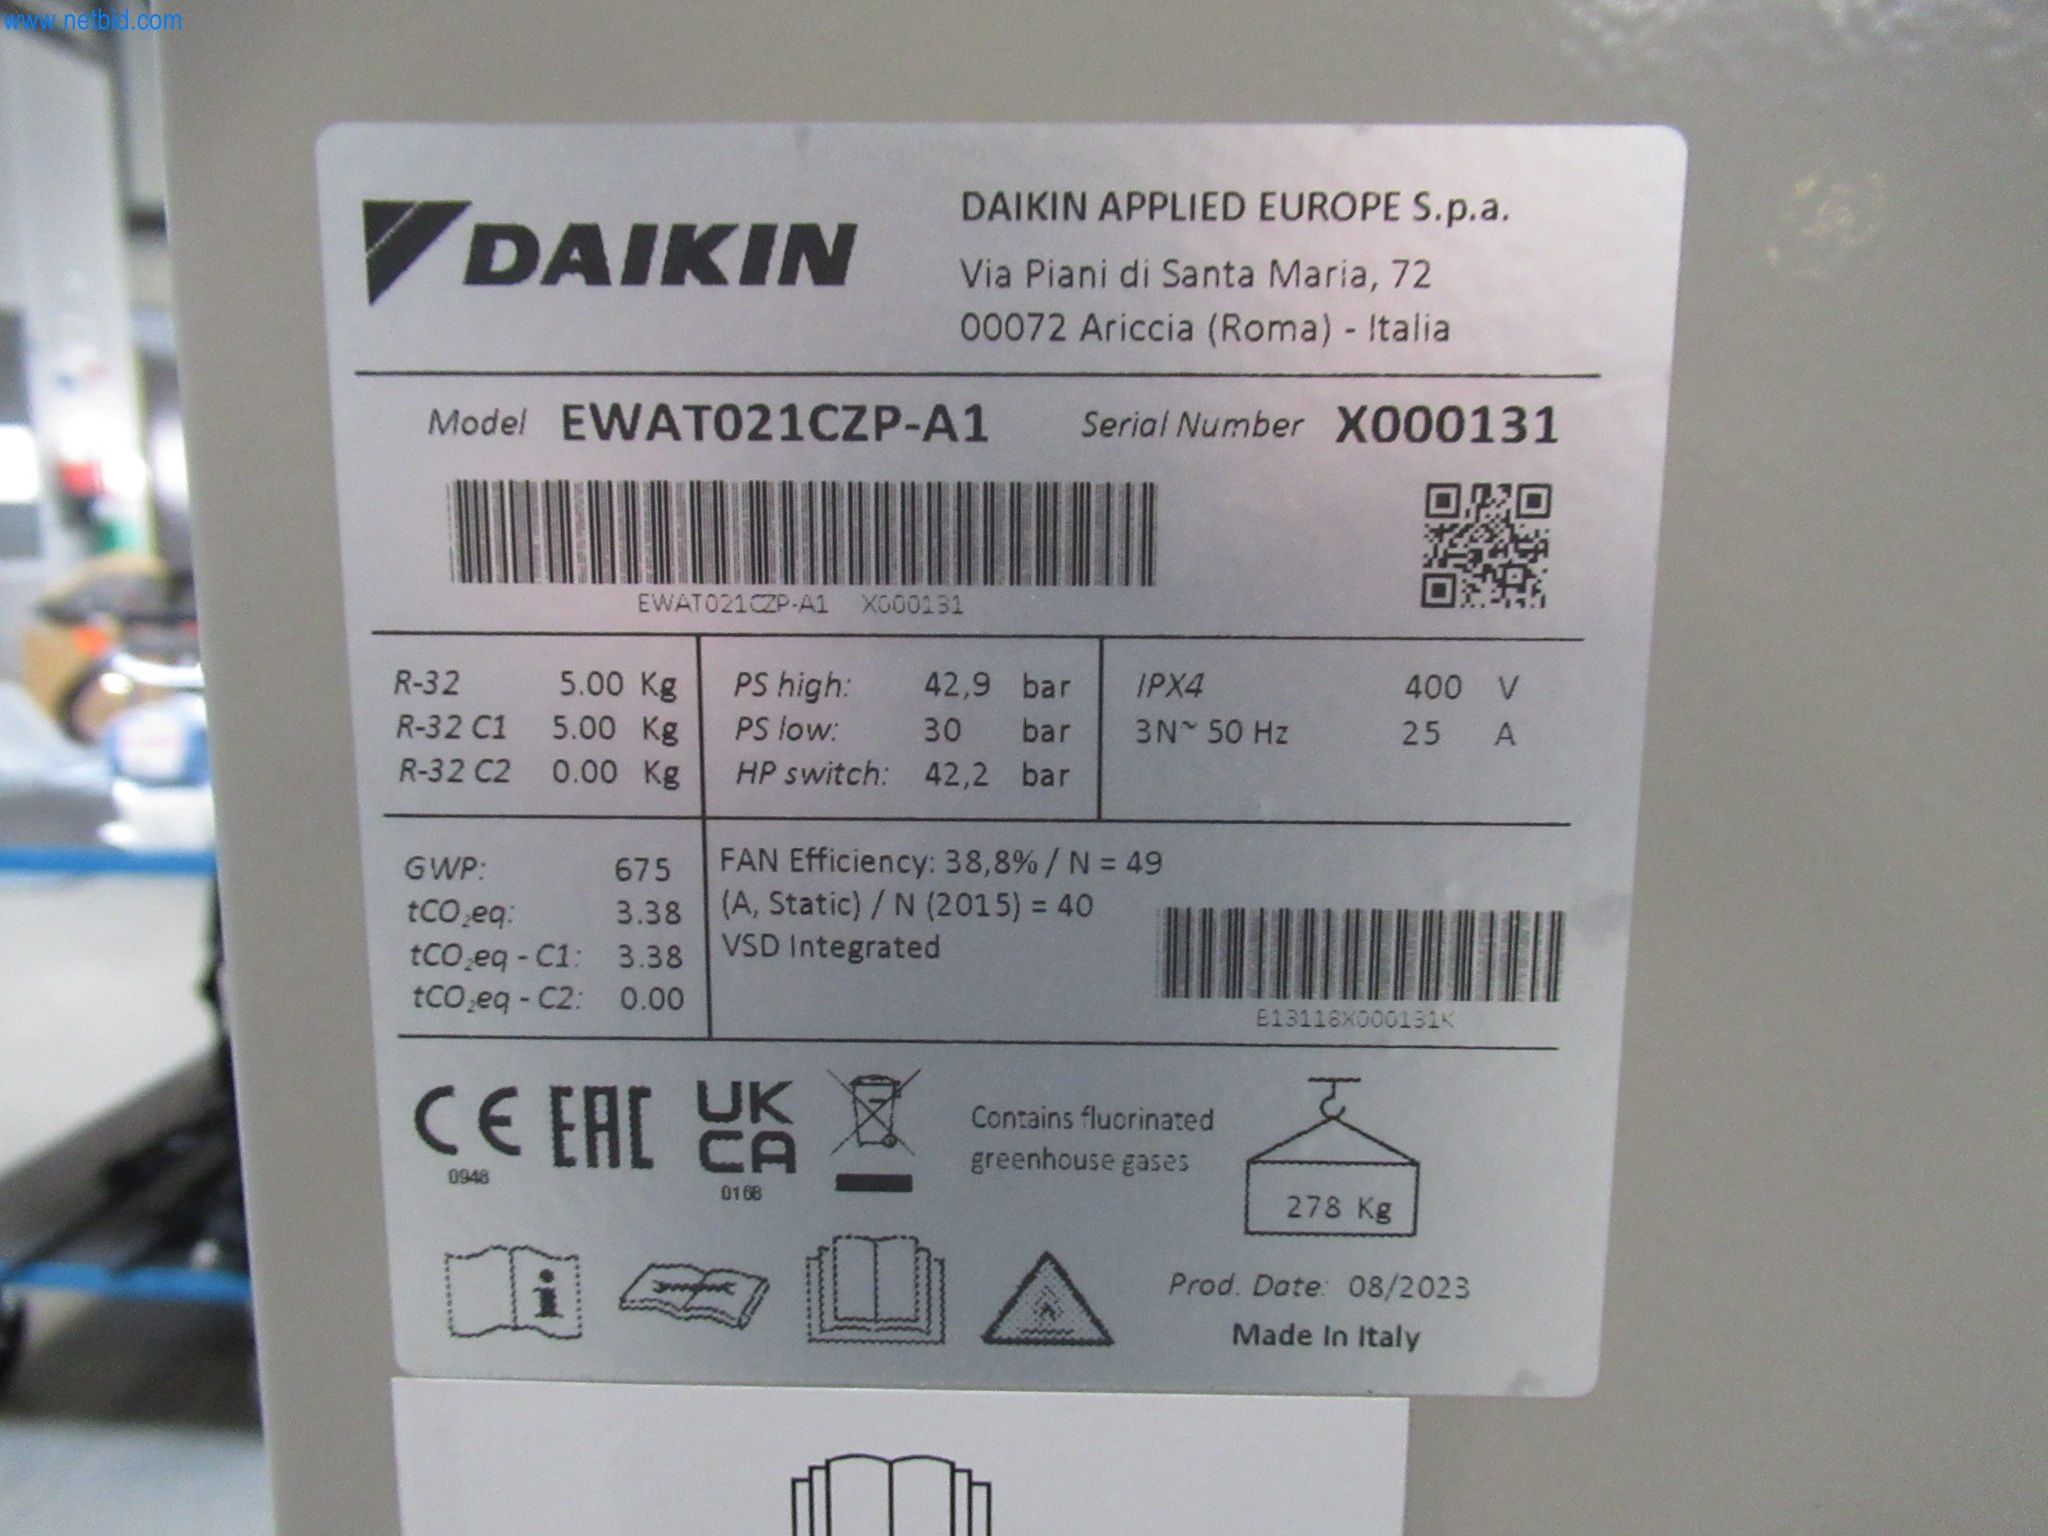 www.netbid.com
DAIKIN
DAIKIN APPLIED EUROPE S.p.a.
Via Piani di Santa Maria, 72
00072 Ariccia (Roma) - Italia
Model EWAT021CZP-A1 Serial Number X000131
EWAT021CZP-A1 X000131
R-32 5.00 Kg
R-32 C1 5.00 Kg
R-32 C2 0.00 Kg
PS high: 42,9 bar
PS low: 30 bar
HP switch: 42,2 bar
IPX4 400 V
3N~ 50 Hz 25 A
GWP: 675
tCO₂eq: 3.38
tCO₂eq - C1: 3.38
tCO₂eq - C2: 0.00
FAN Efficiency: 38,8% / N = 49
(A, Static) / N (2015) = 40
VSD Integrated
B13118X000131K
CE
0948
EAC
UK
CA
0168
Contains fluorinated
greenhouse gases
278 Kg
Prod. Date: 08/2023
Made In Italy